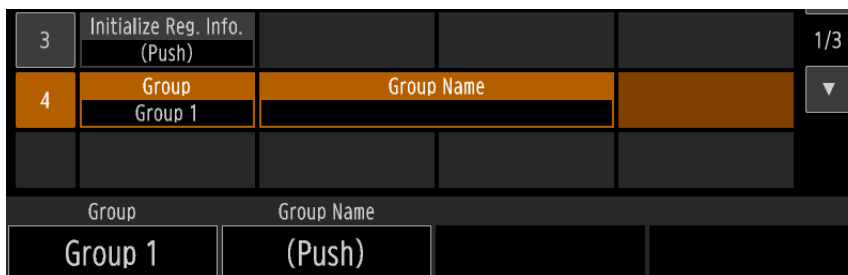 3
Initialize Reg. Info.
(Push)
1/3
4
Group
Group 1
Group Name
▼
Group
Group Name
Group 1
(Push)